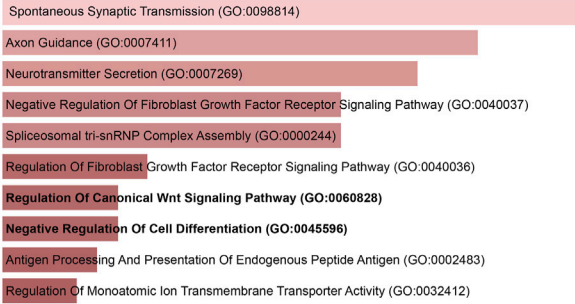 Spontaneous Synaptic Transmission (GO:0098814)
Axon Guidance (GO:0007411)
Neurotransmitter Secretion (GO:0007269)
Negative Regulation Of Fibroblast Growth Factor Receptor Signaling Pathway (GO:0040037)
Spliceosomal tri-snRNP Complex Assembly (GO:0000244)
Regulation Of Fibroblast Growth Factor Receptor Signaling Pathway (GO:0040036)
Regulation Of Canonical Wnt Signaling Pathway (GO:0060828)
Negative Regulation Of Cell Differentiation (GO:0045596)
Antigen Processing And Presentation Of Endogenous Peptide Antigen (GO:0002483)
Regulation Of Monoatomic Ion Transmembrane Transporter Activity (GO:0032412)